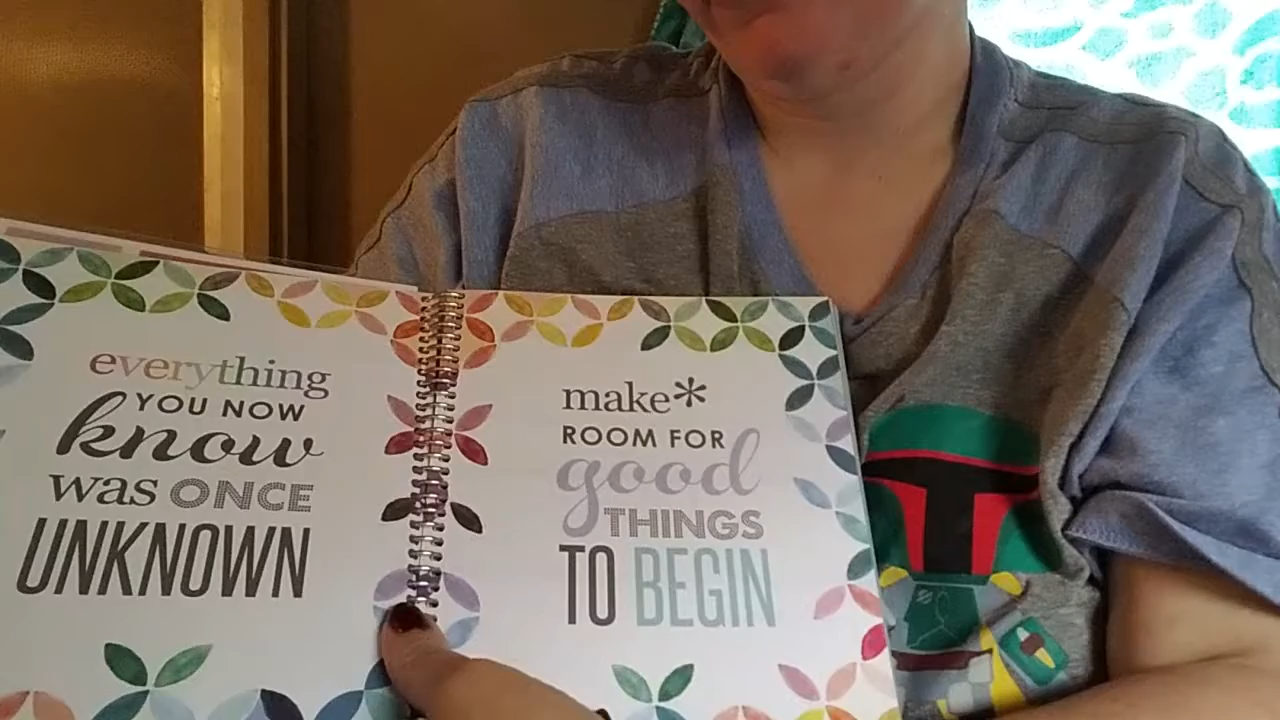 everything
YOU NOW
know
was ONCE
UNKNOWN
make*
ROOM FOR
good
THINGS
TO BEGIN